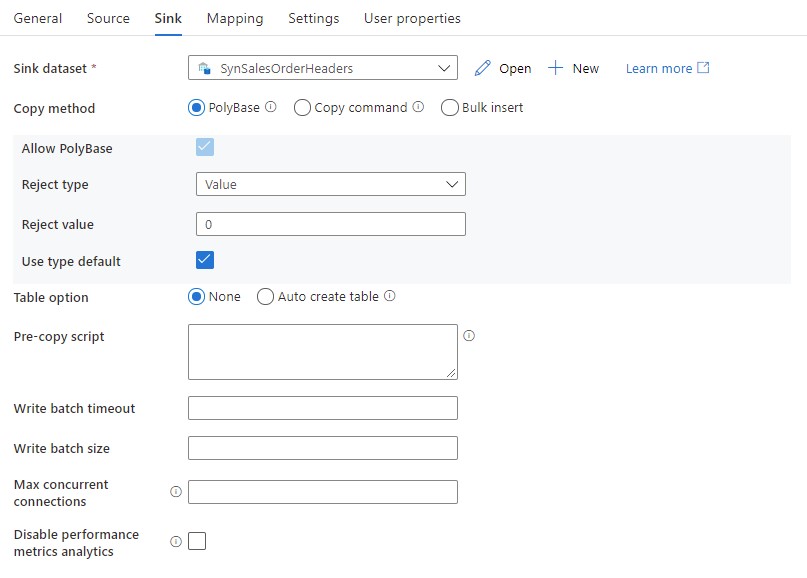 General Source Sink Mapping Settings User properties
Sink dataset * SynSalesOrderHeaders Open New Learn more
Copy method PolyBase Copy command Bulk insert
Allow PolyBase
Reject type Value
Reject value 0
Use type default
Table option None Auto create table
Pre-copy script
Write batch timeout
Write batch size
Max concurrent
connections
Disable performance
metrics analytics